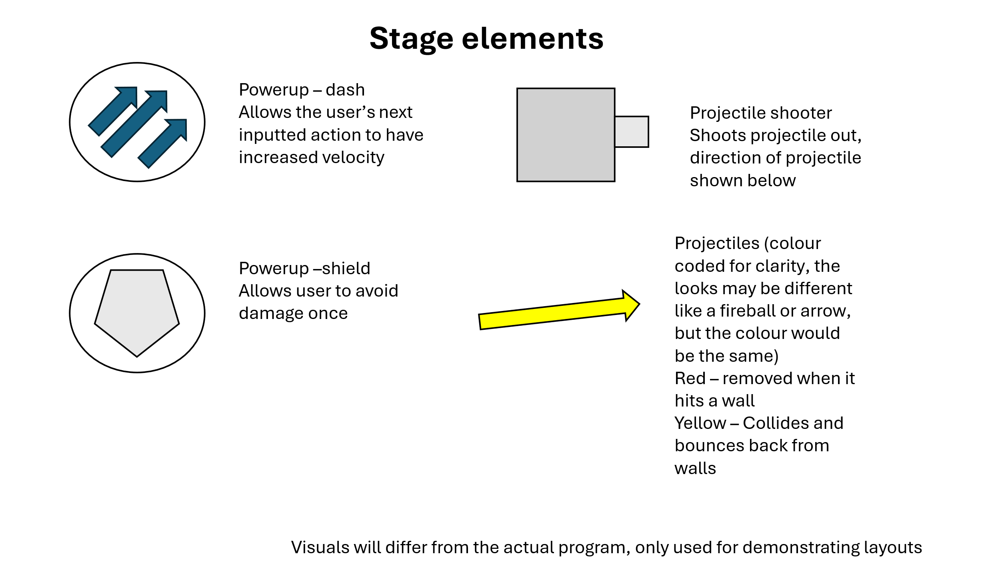 Stage elements
Powerup – dash
Allows the user’s next
inputted action to have
increased velocity
Projectile shooter
Shoots projectile out,
direction of projectile
shown below
Powerup –shield
Allows user to avoid
damage once
Projectiles (colour
coded for clarity, the
looks may be different
like a fireball or arrow,
but the colour would
be the same)
Red – removed when it
hits a wall
Yellow – Collides and
bounces back from
walls
Visuals will differ from the actual program, only used for demonstrating layouts